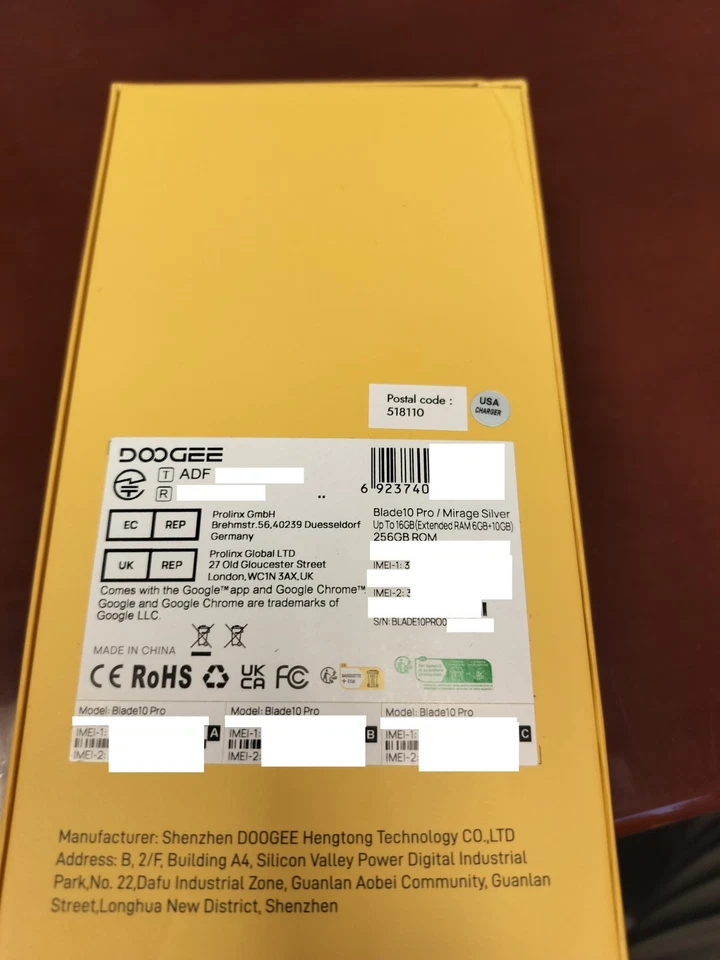 Postal code :
518110
USA
CHARGER
DOOGEE
T ADF
R
6 923740
EC REP
Prolinx GmbH
Brehmstr.56,40239 Duesseldorf
Germany
UK REP
Prolinx Global LTD
27 Old Gloucester Street
London,WC1N 3AX,UK
Comes with the Google™app and Google Chrome™
Google and Google Chrome are trademarks of
Google LLC.
Blade10 Pro / Mirage Silver
Up To 16GB(Extended RAM 6GB+10GB)
256GB ROM
IMEI-1: 3
IMEI-2: 3
S/N: BLADE10PRO0
MADE IN CHINA
CE RoHS UK CA FC
Model: Blade10 Pro
IMEI-1:
A
IMEI-2:
Model: Blade10 Pro
IMEI-1:
B
IMEI-2:
Model: Blade10 Pro
IMEI-1:
C
IMEI-2:
Manufacturer: Shenzhen DOOGEE Hengtong Technology CO.,LTD
Address: B, 2/F, Building A4, Silicon Valley Power Digital Industrial
Park,No. 22,Dafu Industrial Zone, Guanlan Aobei Community, Guanlan
Street,Longhua New District, Shenzhen